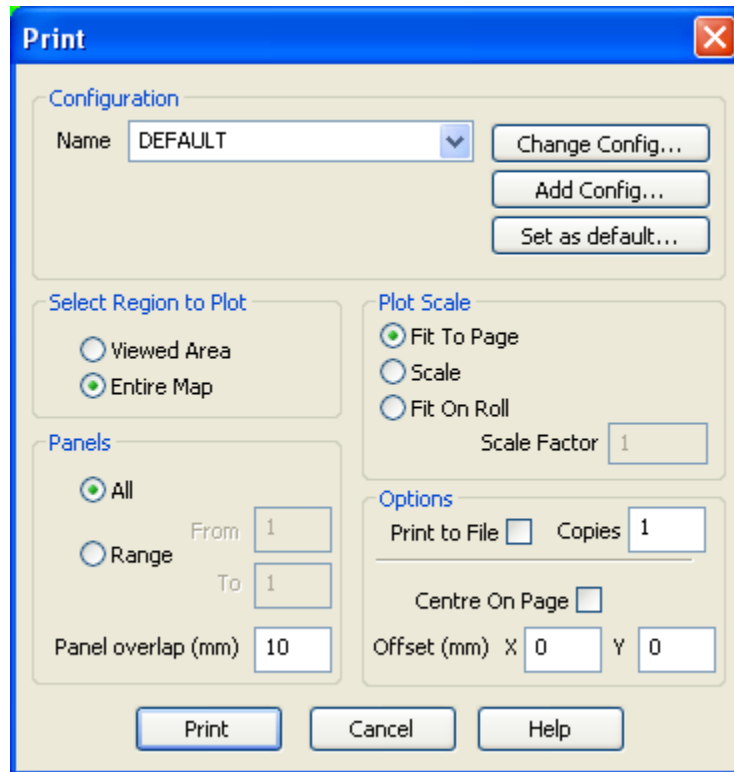 Print
Configuration
Name DEFAULT Change Config...
Add Config...
Set as default...
Select Region to Plot
Viewed Area
Entire Map
Plot Scale
Fit To Page
Scale
Fit On Roll
Scale Factor 1
Panels
All
Range
From 1
To 1
Panel overlap (mm) 10
Options
Print to File Copies 1
Centre On Page
Offset (mm) X 0 Y 0
Print Cancel Help